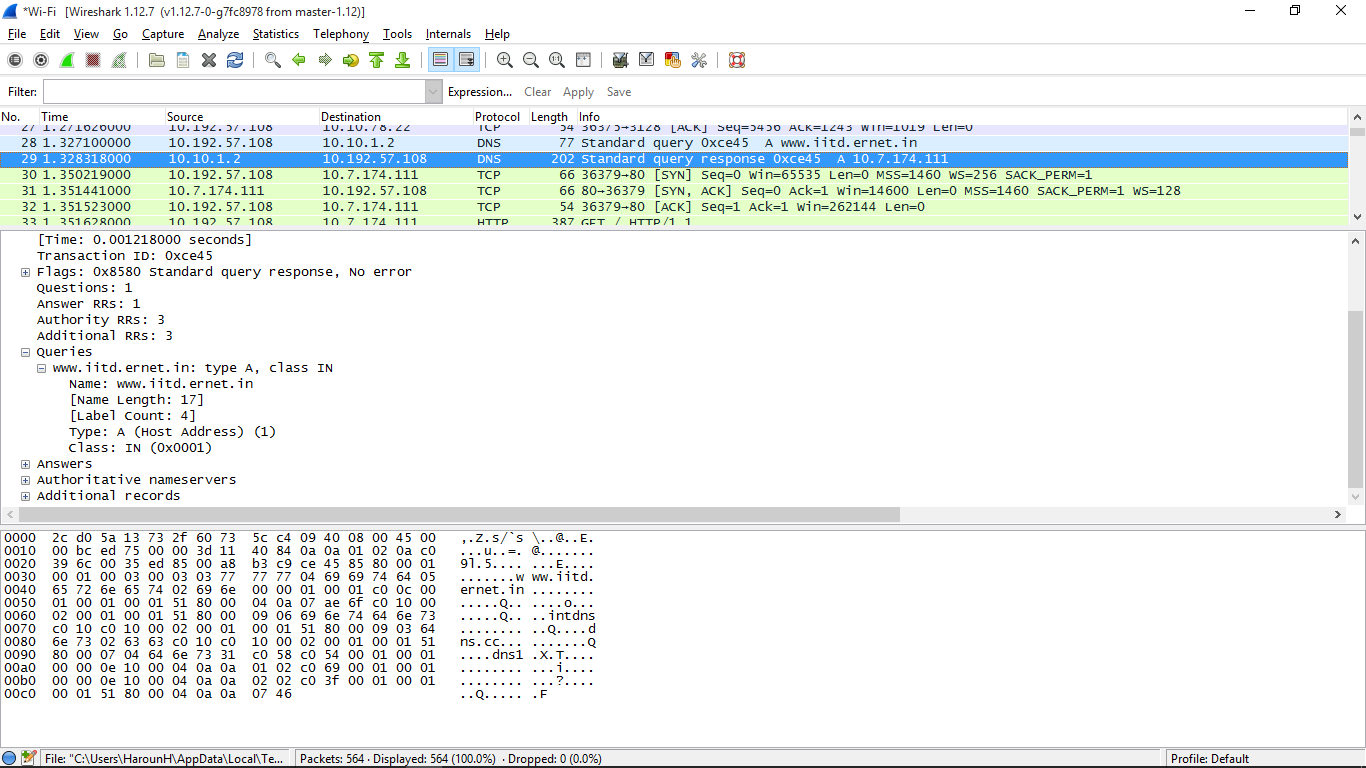 *Wi-Fi [Wireshark 1.12.7 (v1.12.7-0-g7fc8978 from master-1.12)]
File Edit View Go Capture Analyze Statistics Telephony Tools Internals Help
Filter: Expression... Clear Apply Save
No. Time Source Destination Protocol Length Info
27 1.271626000 10.192.57.108 10.10.78.22 TCP 54 36375→3128 [ACK] Seq=5456 Ack=1243 Win=1019 Len=0
28 1.327100000 10.192.57.108 10.10.1.2 DNS 77 Standard query 0xce45 A www.iitd.ernet.in
29 1.328318000 10.10.1.2 10.192.57.108 DNS 202 Standard query response 0xce45 A 10.7.174.111
30 1.350219000 10.192.57.108 10.7.174.111 TCP 66 36379→80 [SYN] Seq=0 Win=65535 Len=0 MSS=1460 WS=256 SACK_PERM=1
31 1.351441000 10.7.174.111 10.192.57.108 TCP 66 80→36379 [SYN, ACK] Seq=0 Ack=1 Win=14600 Len=0 MSS=1460 SACK_PERM=1 WS=128
32 1.351523000 10.192.57.108 10.7.174.111 TCP 54 36379→80 [ACK] Seq=1 Ack=1 Win=262144 Len=0
33 1.351628000 10.192.57.108 10.7.174.111 HTTP 387 GET / HTTP/1.1
[Time: 0.001218000 seconds]
Transaction ID: 0xce45
Flags: 0x8580 Standard query response, No error
Questions: 1
Answer RRs: 1
Authority RRs: 3
Additional RRs: 3
Queries
www.iitd.ernet.in: type A, class IN
Name: www.iitd.ernet.in
[Name Length: 17]
[Label Count: 4]
Type: A (Host Address) (1)
Class: IN (0x0001)
Answers
Authoritative nameservers
Additional records
0000 2c d0 5a 13 73 2f 60 73 5c c4 09 40 08 00 45 00 ,.Z.s/`s \..@..E.
0010 00 bc ed 75 00 00 3d 11 40 84 0a 0a 01 02 0a c0 ...u..=. @.......
0020 39 6c 00 35 ed 85 00 a8 b3 c9 ce 45 85 80 00 01 9l.5.... ...E....
0030 00 01 00 03 00 03 03 77 77 77 04 69 69 74 64 05 .......w ww.iitd.
0040 65 72 6e 65 74 02 69 6e 00 00 01 00 01 c0 0c 00 ernet.in ........
0050 01 00 01 00 01 51 80 00 04 0a 07 ae 6f c0 10 00 .....Q.. ....o...
0060 02 00 01 00 01 51 80 00 09 06 69 6e 74 64 6e 73 .....Q.. ..intdns
0070 c0 10 c0 10 00 02 00 01 00 01 51 80 00 09 03 64 ........ ..Q....d
0080 6e 73 02 63 63 c0 10 c0 10 00 02 00 01 00 01 51 ns.cc... .......Q
0090 80 00 07 04 64 6e 73 31 c0 58 c0 54 00 01 00 01 ....dns1 .X.T....
00a0 00 00 0e 10 00 04 0a 0a 01 02 c0 69 00 01 00 01 ........ ...i....
00b0 00 00 0e 10 00 04 0a 0a 02 02 c0 3f 00 01 00 01 ........ ...?....
00c0 00 01 51 80 00 04 0a 0a 07 46 ..Q..... .F
File: "C:\Users\HarounH\AppData\Local\Te... Packets: 564 · Displayed: 564 (100.0%) · Dropped: 0 (0.0%) Profile: Default